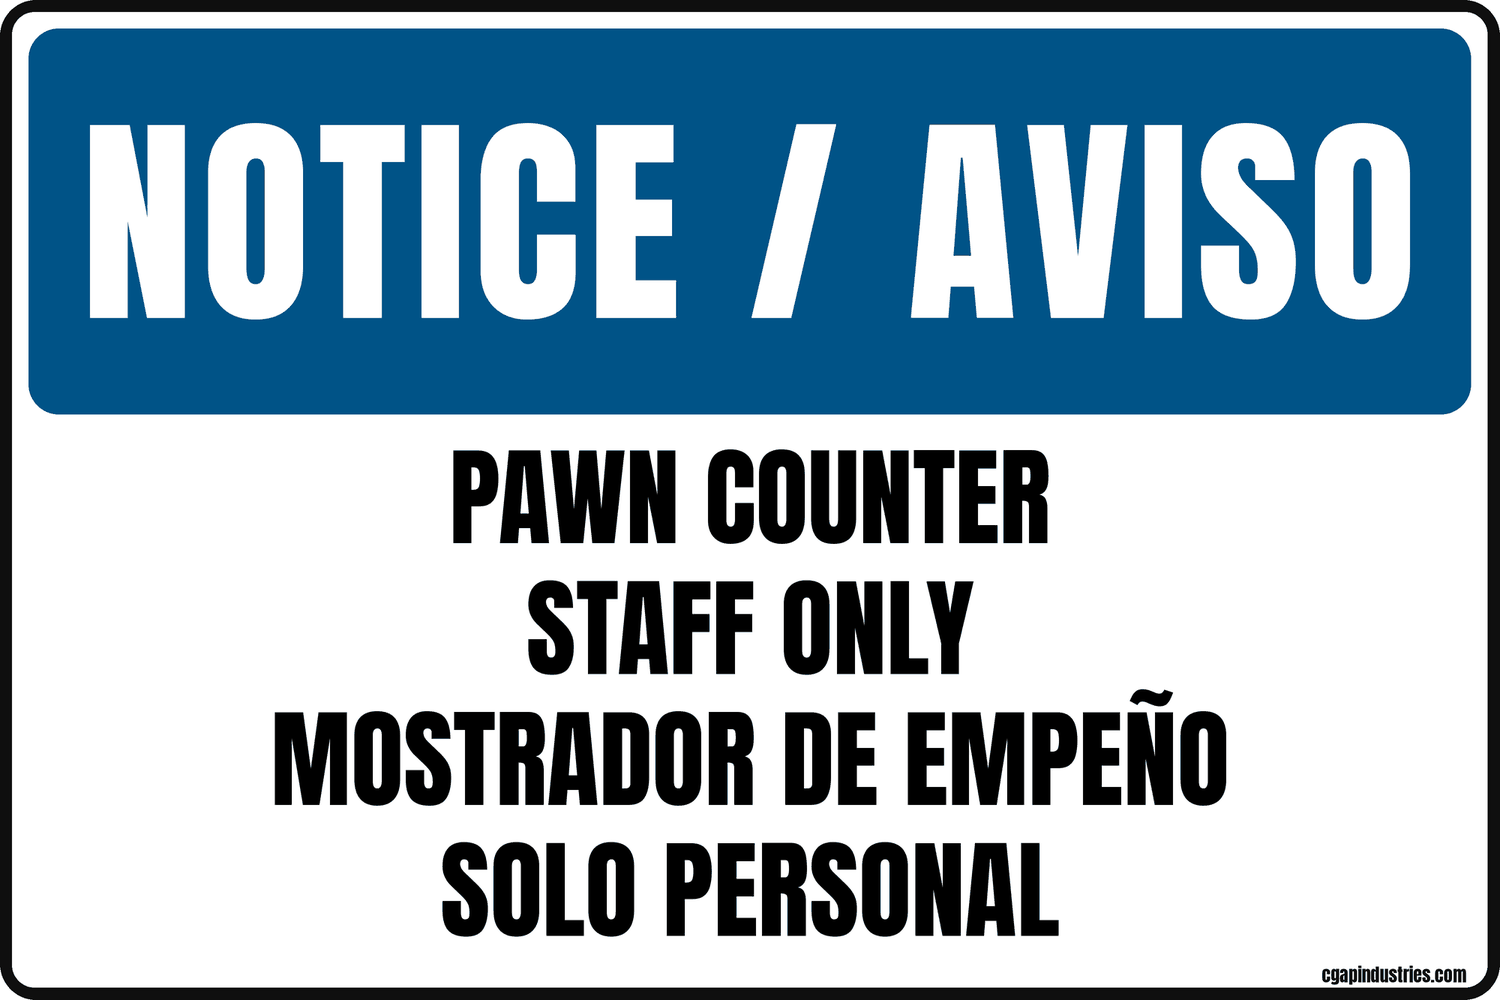 NOTICE / AVISO
PAWN COUNTER
STAFF ONLY
MOSTRADOR DE EMPEÑO
SOLO PERSONAL
cgapindustries.com